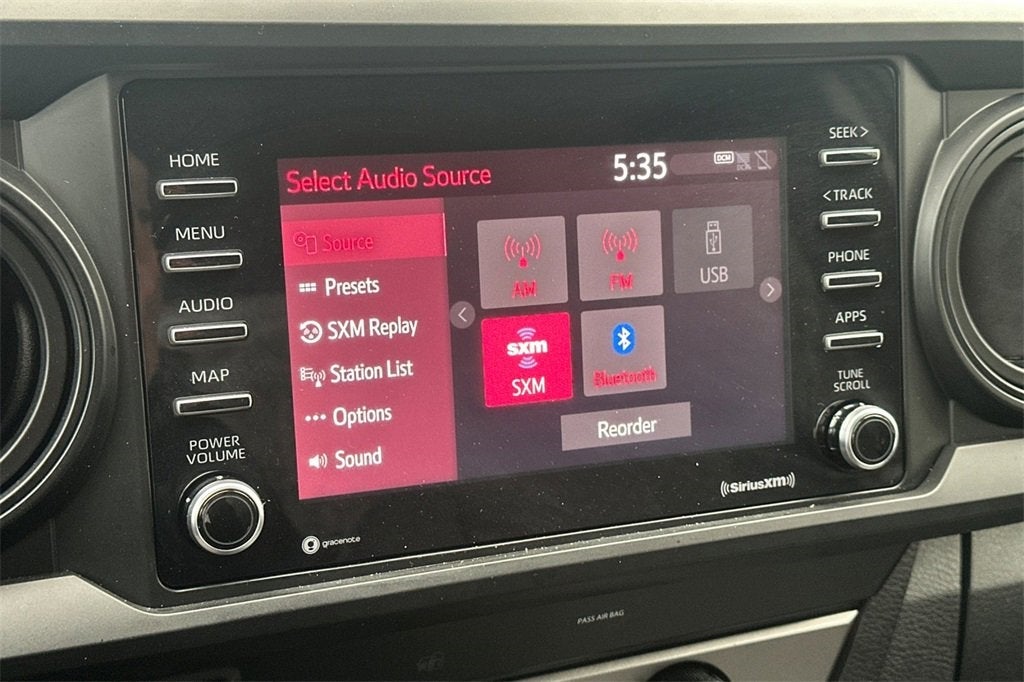 HOME
MENU
AUDIO
MAP
POWER
VOLUME
Select Audio Source
5:35
DCM
Source
Presets
SXM Replay
Station List
Options
Sound
FM
USB
sxm
SXM
Bluetooth
Reorder
SEEK >
< TRACK
PHONE
APPS
TUNE
SCROLL
((SiriusXM))
gracenote
PASS AIR BAG